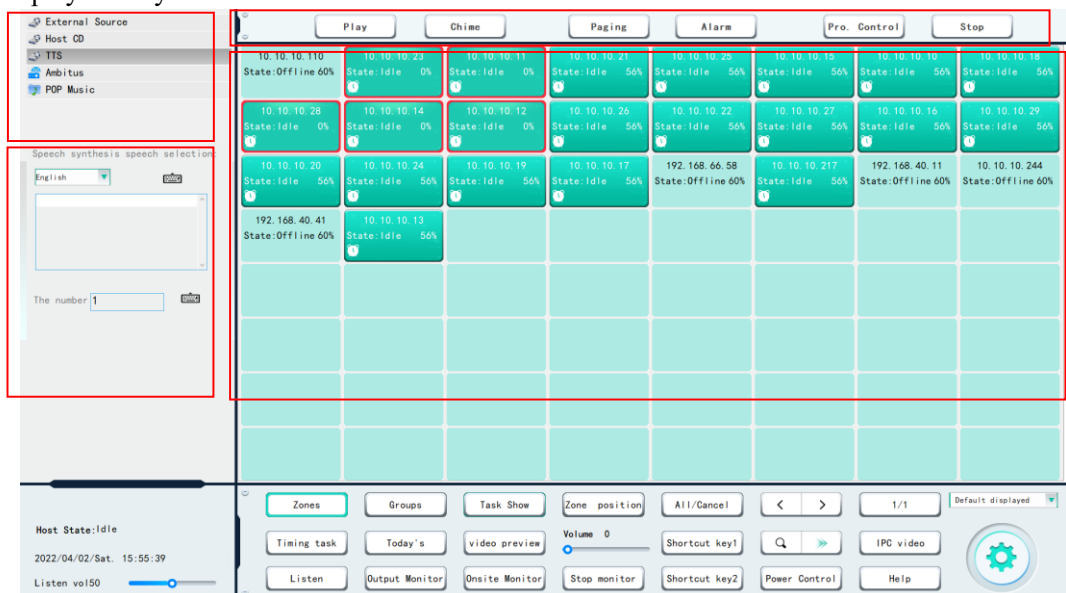 External Source
Host CD
TTS
Ambitus
POP Music
Play
Chime
Paging
Alarm
Pro. Control
Stop
10.10.10.110
State:Offline 60%
10.10.10.23
State:Idle 0%
10.10.10.11
State:Idle 0%
10.10.10.21
State:Idle 56%
10.10.10.25
State:Idle 56%
10.10.10.15
State:Idle 56%
10.10.10.10
State:Idle 56%
10.10.10.18
State:Idle 56%
10.10.10.28
State:Idle 0%
10.10.10.14
State:Idle 0%
10.10.10.12
State:Idle 0%
10.10.10.26
State:Idle 56%
10.10.10.22
State:Idle 56%
10.10.10.27
State:Idle 56%
10.10.10.16
State:Idle 56%
10.10.10.29
State:Idle 56%
10.10.10.20
State:Idle 56%
10.10.10.24
State:Idle 56%
10.10.10.19
State:Idle 56%
10.10.10.17
State:Idle 56%
192.168.66.58
State:Offline 60%
10.10.10.217
State:Idle 56%
192.168.40.11
State:Offline 60%
10.10.10.244
State:Offline 60%
192.168.40.41
State:Offline 60%
10.10.10.13
State:Idle 56%
Speech synthesis speech selection:
English
The number 1
Zones
Groups
Task Show
Zone position
All/Cancel
< >
1/1
Default displayed
Timing task
Today's
video preview
Volume 0
Shortcut key1
IPC video
Listen
Output Monitor
Onsite Monitor
Stop monitor
Shortcut key2
Power Control
Help
Host State:Idle
2022/04/02/Sat. 15:55:39
Listen vol50